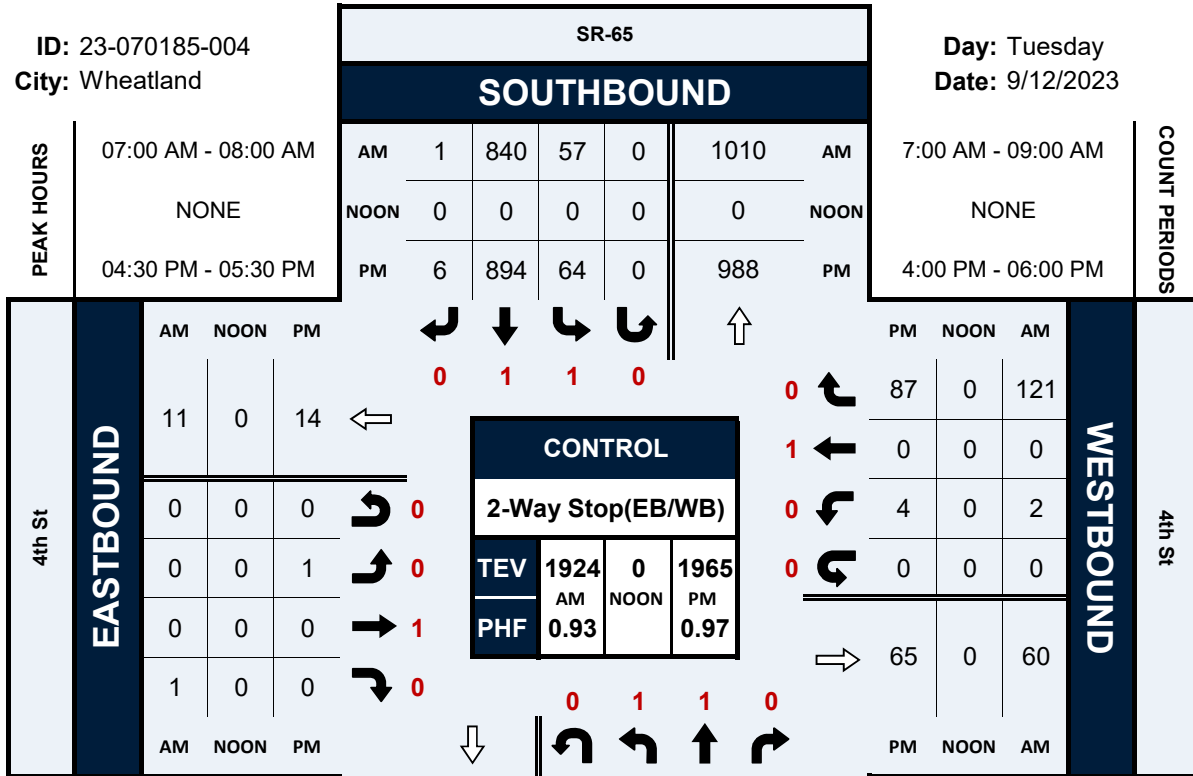 SR-65
ID: 23-070185-004
City: Wheatland
Day: Tuesday
Date: 9/12/2023
SOUTHBOUND
PEAK HOURS
07:00 AM - 08:00 AM
NONE
04:30 PM - 05:30 PM
AM 1 840 57 0 1010 AM
NOON 0 0 0 0 0 NOON
PM 6 894 64 0 988 PM
7:00 AM - 09:00 AM
NONE
4:00 PM - 06:00 PM
COUNT PERIODS
0 1 1 0
4th St
EASTBOUND
AM NOON PM
11 0 14
0 0 0 0
0 0 1 0
0 0 0 1
1 0 0 0
AM NOON PM
CONTROL
2-Way Stop(EB/WB)
TEV 1924 0 1965
AM NOON PM
PHF 0.93 0.97
PM NOON AM
0 87 0 121
1 0 0 0
0 4 0 2
0 0 0 0
65 0 60
PM NOON AM
WESTBOUND
4th St
0 1 1 0